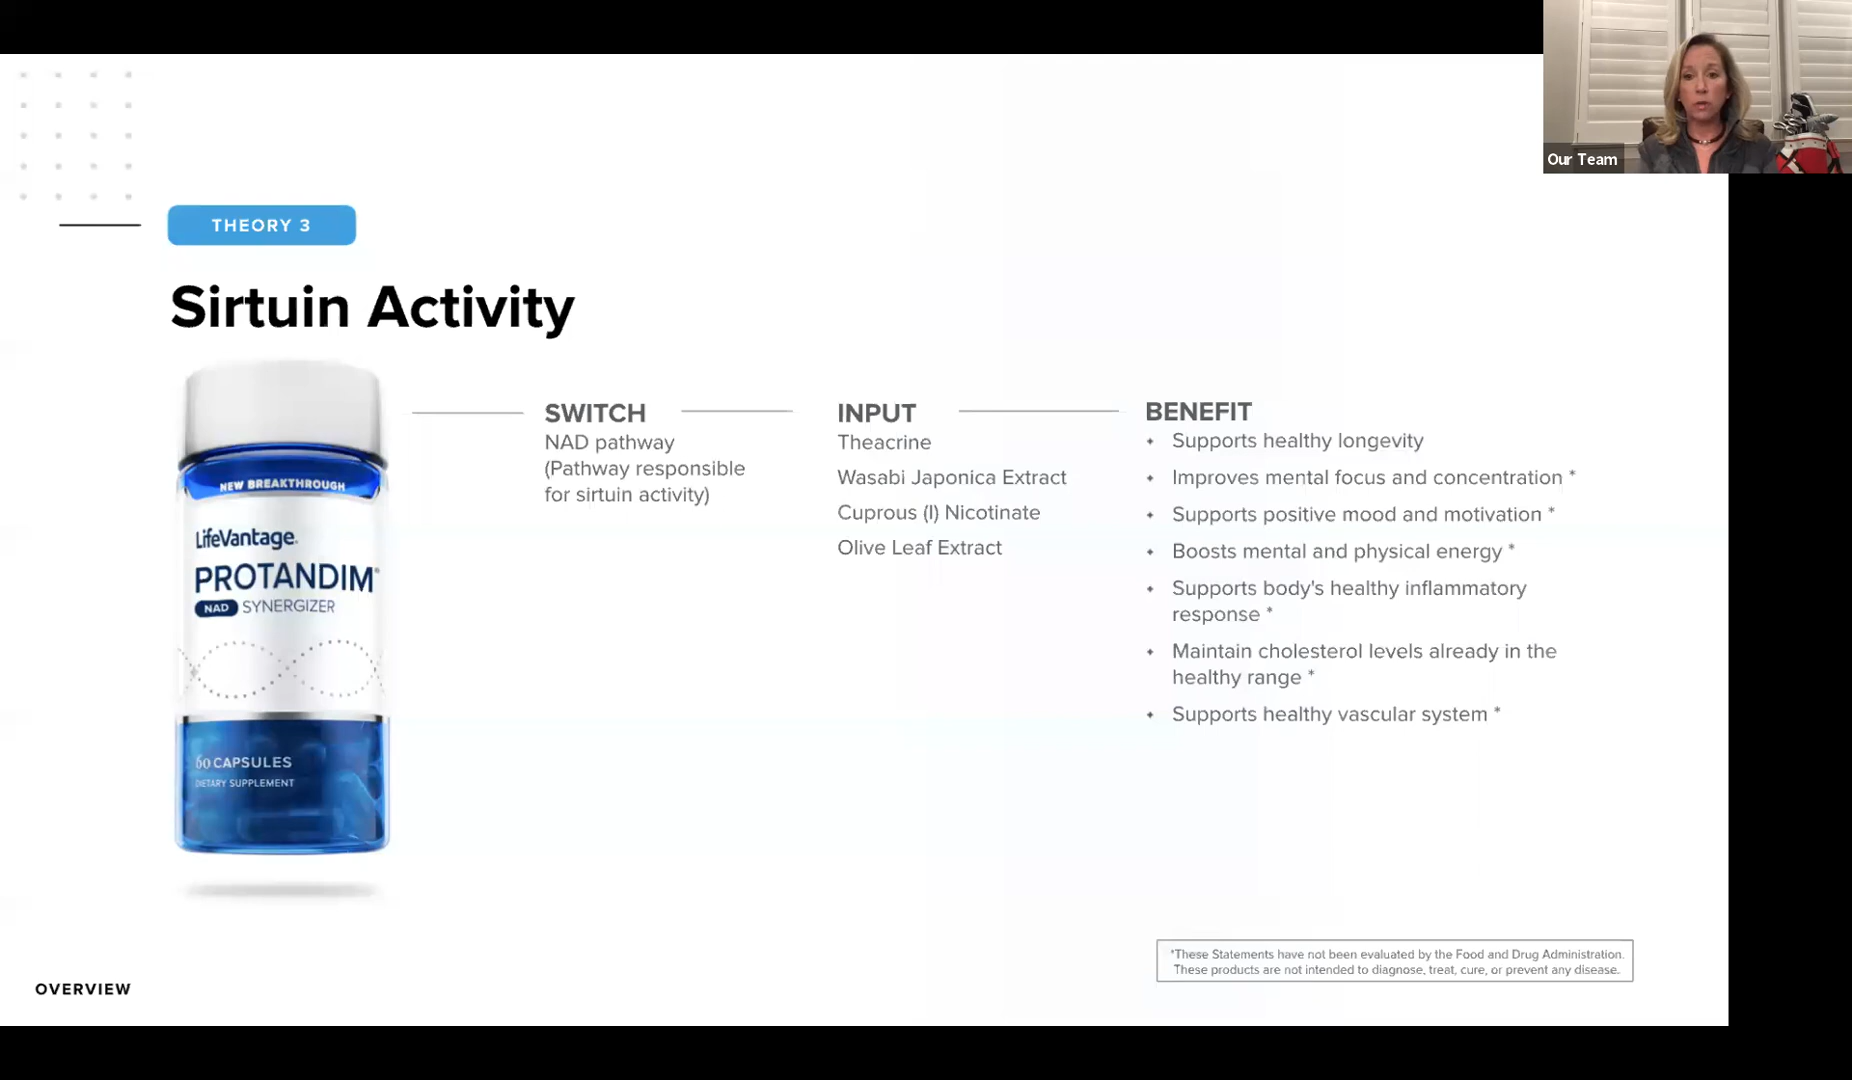 Our Team
THEORY 3
Sirtuin Activity
NEW BREAKTHROUGH
LifeVantage.
PROTANDIM®
NAD SYNERGIZER
60 CAPSULES
DIETARY SUPPLEMENT
SWITCH
NAD pathway
(Pathway responsible
for sirtuin activity)
INPUT
Theacrine
Wasabi Japonica Extract
Cuprous (I) Nicotinate
Olive Leaf Extract
BENEFIT
Supports healthy longevity
Improves mental focus and concentration *
Supports positive mood and motivation *
Boosts mental and physical energy *
Supports body's healthy inflammatory
response *
Maintain cholesterol levels already in the
healthy range *
Supports healthy vascular system *
*These Statements have not been evaluated by the Food and Drug Administration.
These products are not intended to diagnose, treat, cure, or prevent any disease.
OVERVIEW